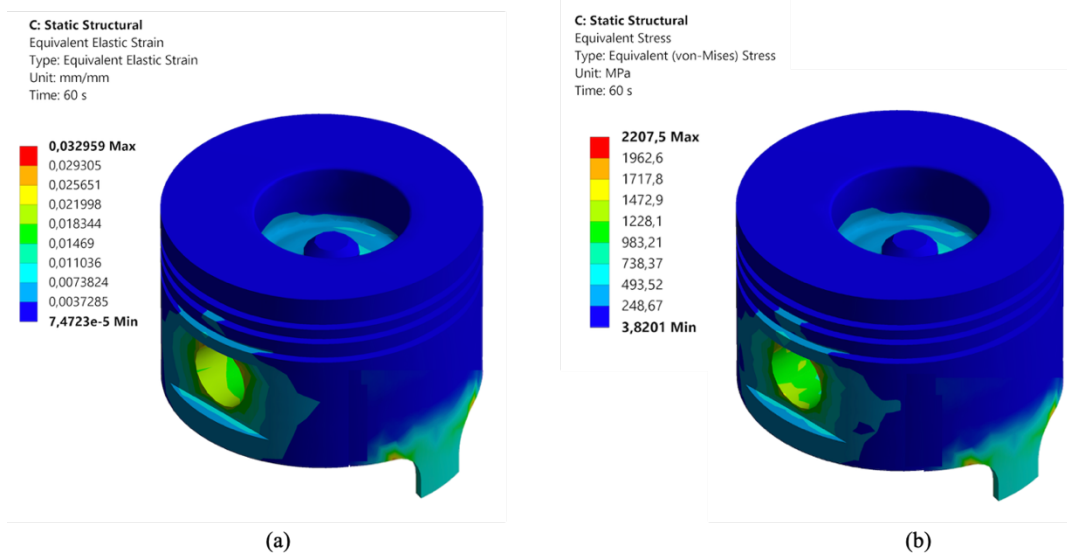 C: Static Structural
Equivalent Elastic Strain
Type: Equivalent Elastic Strain
Unit: mm/mm
Time: 60 s
0,032959 Max
0,029305
0,025651
0,021998
0,018344
0,01469
0,011036
0,0073824
0,0037285
7,4723e-5 Min
(a)
C: Static Structural
Equivalent Stress
Type: Equivalent (von-Mises) Stress
Unit: MPa
Time: 60 s
2207,5 Max
1962,6
1717,8
1472,9
1228,1
983,21
738,37
493,52
248,67
3,8201 Min
(b)